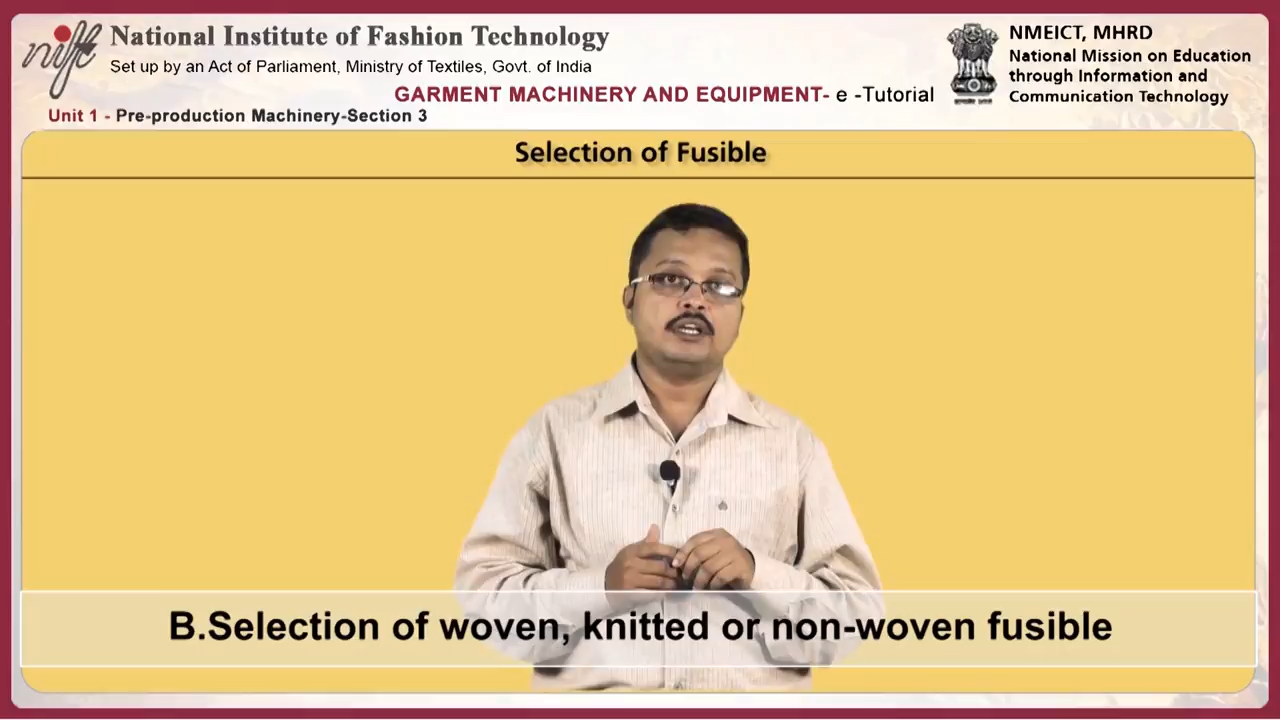 nift
National Institute of Fashion Technology
Set up by an Act of Parliament, Ministry of Textiles, Govt. of India
NMEICT, MHRD
National Mission on Education
through Information and
Communication Technology
GARMENT MACHINERY AND EQUIPMENT- e -Tutorial
Unit 1 - Pre-production Machinery-Section 3
Selection of Fusible
B.Selection of woven, knitted or non-woven fusible